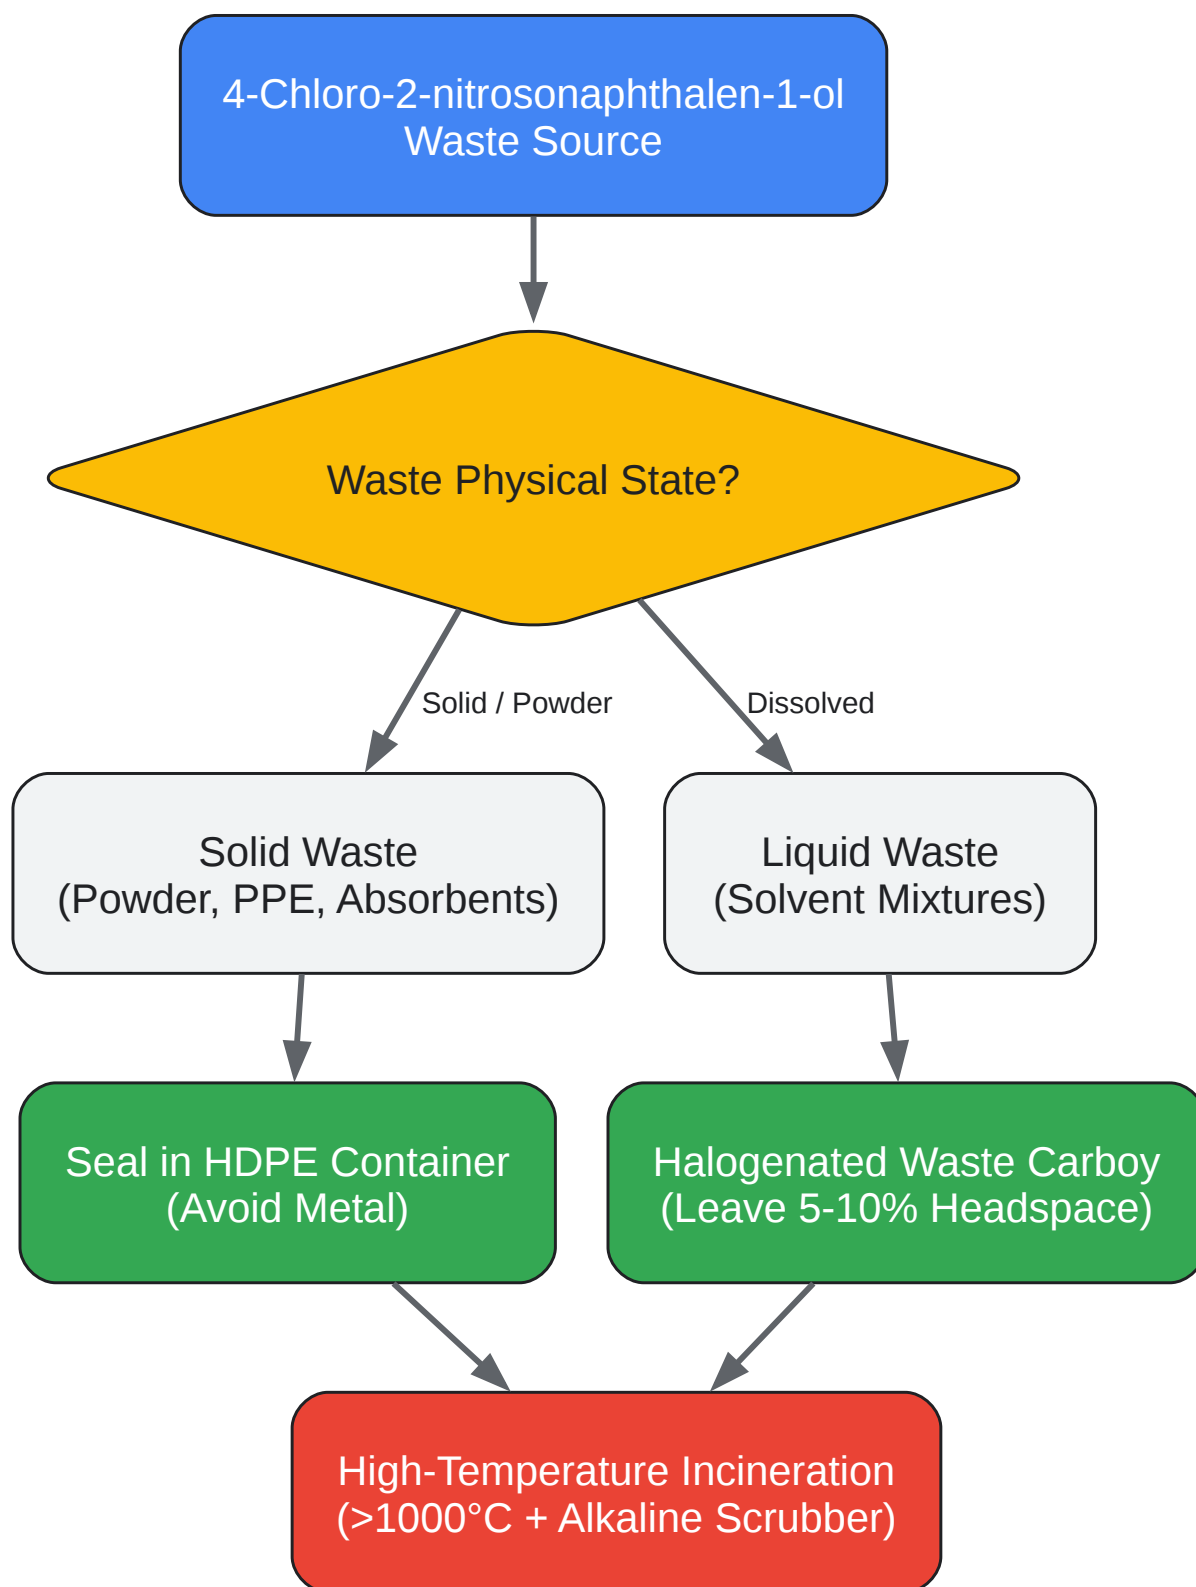 4-Chloro-2-nitrosonaphthalen-1-ol
Waste Source
Waste Physical State?
Solid / Powder
Dissolved
Solid Waste
(Powder, PPE, Absorbents)
Liquid Waste
(Solvent Mixtures)
Seal in HDPE Container
(Avoid Metal)
Halogenated Waste Carboy
(Leave 5-10% Headspace)
High-Temperature Incineration
(>1000°C + Alkaline Scrubber)